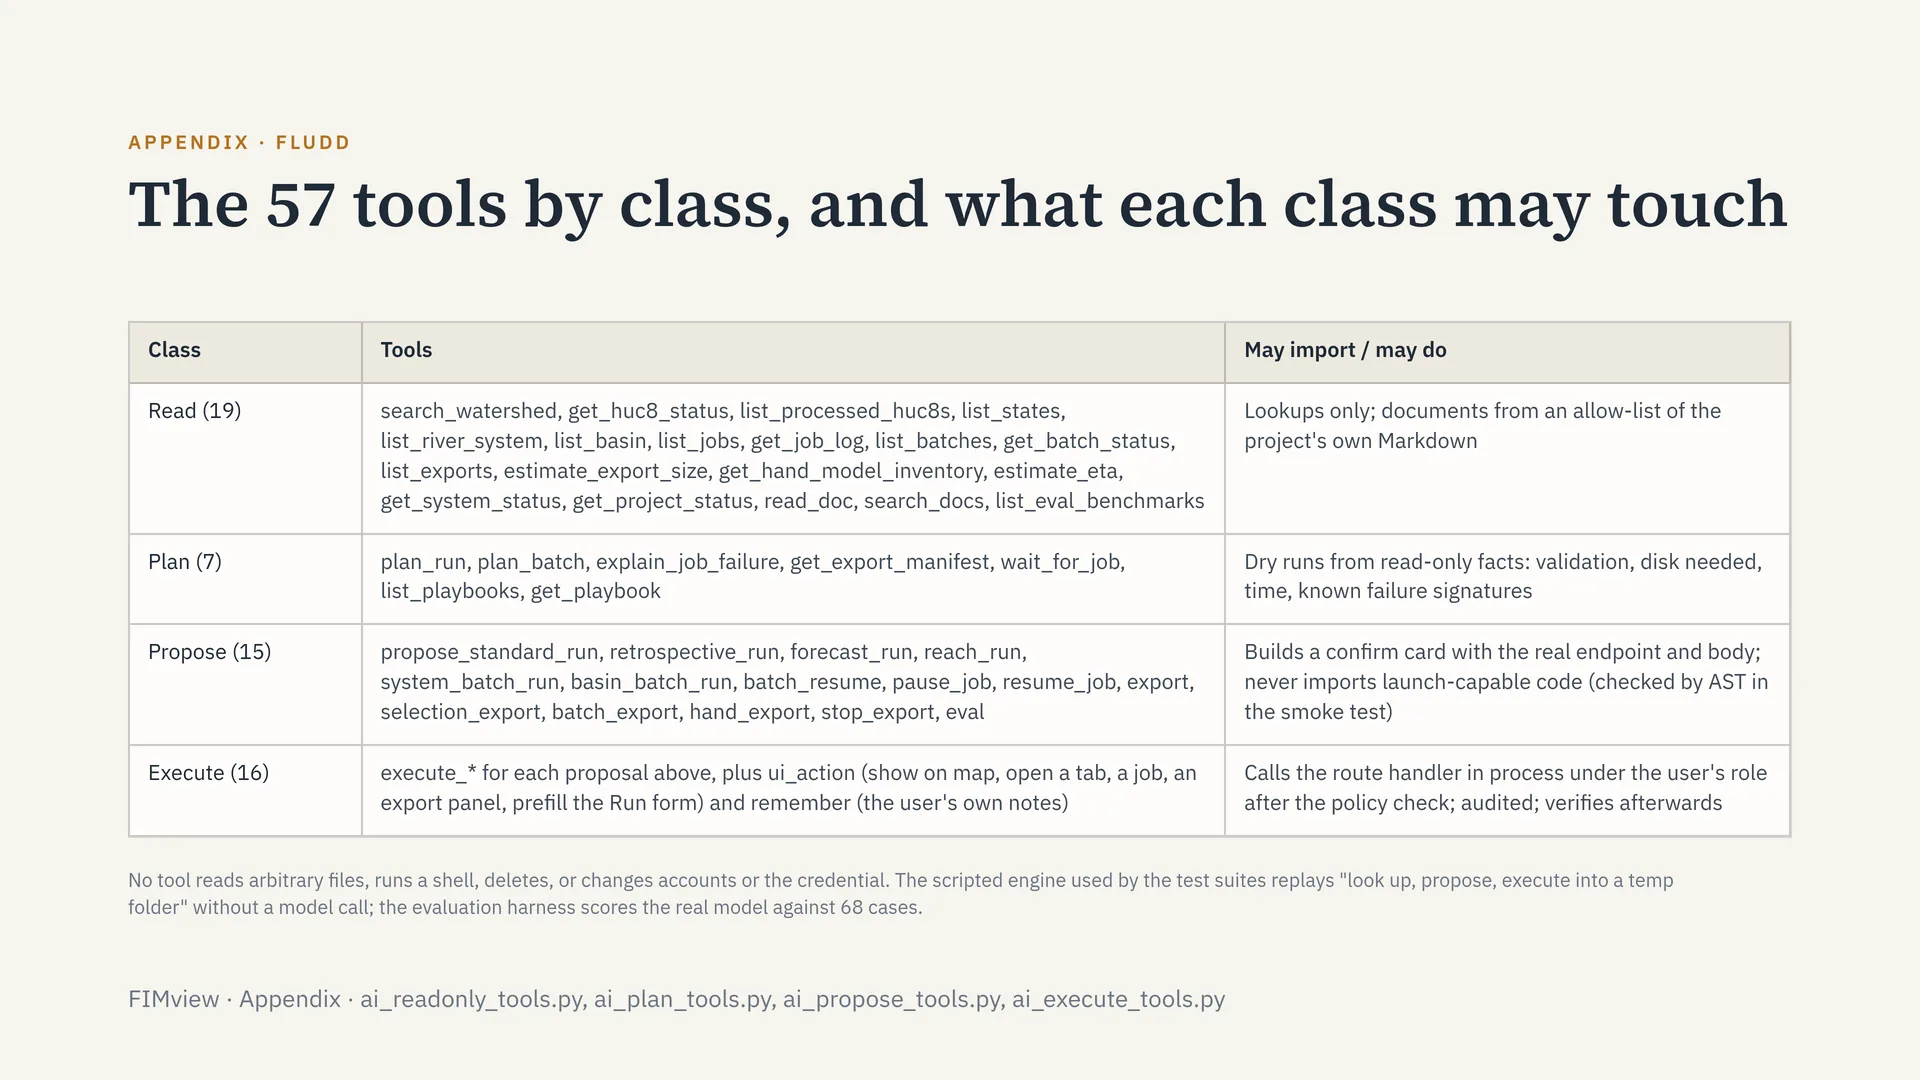 APPENDIX · FLUDD
The 57 tools by class, and what each class may touch
Class
Tools
May import / may do
Read (19)
search_watershed, get_huc8_status, list_processed_huc8s, list_states,
list_river_system, list_basin, list_jobs, get_job_log, list_batches, get_batch_status,
list_exports, estimate_export_size, get_hand_model_inventory, estimate_eta,
get_system_status, get_project_status, read_doc, search_docs, list_eval_benchmarks
Lookups only; documents from an allow-list of the
project's own Markdown
Plan (7)
plan_run, plan_batch, explain_job_failure, get_export_manifest, wait_for_job,
list_playbooks, get_playbook
Dry runs from read-only facts: validation, disk needed,
time, known failure signatures
Propose (15)
propose_standard_run, retrospective_run, forecast_run, reach_run,
system_batch_run, basin_batch_run, batch_resume, pause_job, resume_job, export,
selection_export, batch_export, hand_export, stop_export, eval
Builds a confirm card with the real endpoint and body;
never imports launch-capable code (checked by AST in
the smoke test)
Execute (16)
execute_* for each proposal above, plus ui_action (show on map, open a tab, a job, an
export panel, prefill the Run form) and remember (the user's own notes)
Calls the route handler in process under the user's role
after the policy check; audited; verifies afterwards
No tool reads arbitrary files, runs a shell, deletes, or changes accounts or the credential. The scripted engine used by the test suites replays "look up, propose, execute into a temp
folder" without a model call; the evaluation harness scores the real model against 68 cases.
FIMview · Appendix · ai_readonly_tools.py, ai_plan_tools.py, ai_propose_tools.py, ai_execute_tools.py